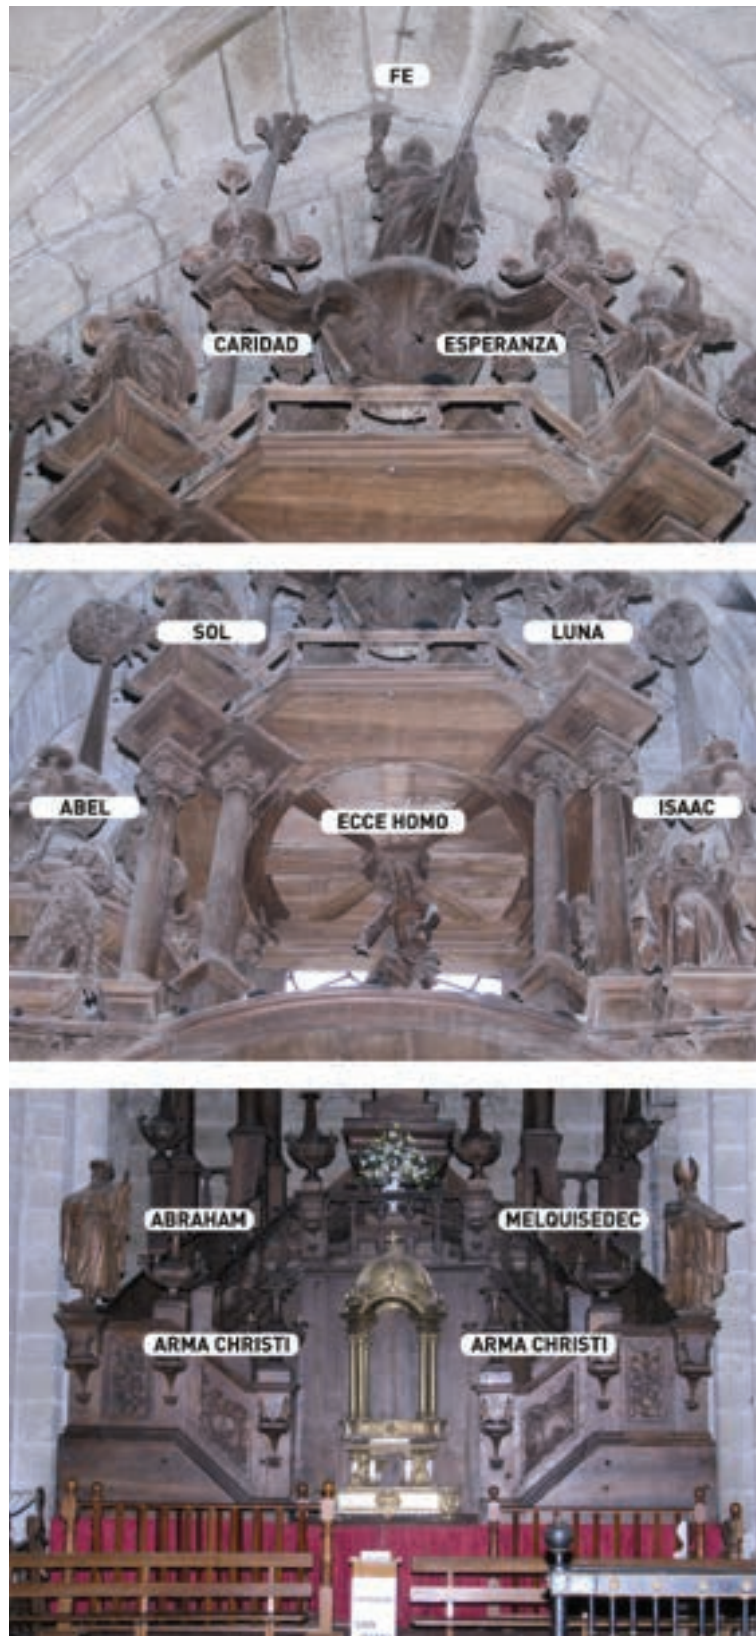 FE
CARIDAD ESPERANZA
SOL LUNA
ABEL ECCE HOMO ISAAC
ABRAHAM MELQUISEDEC
ARMA CHRISTI ARMA CHRISTI